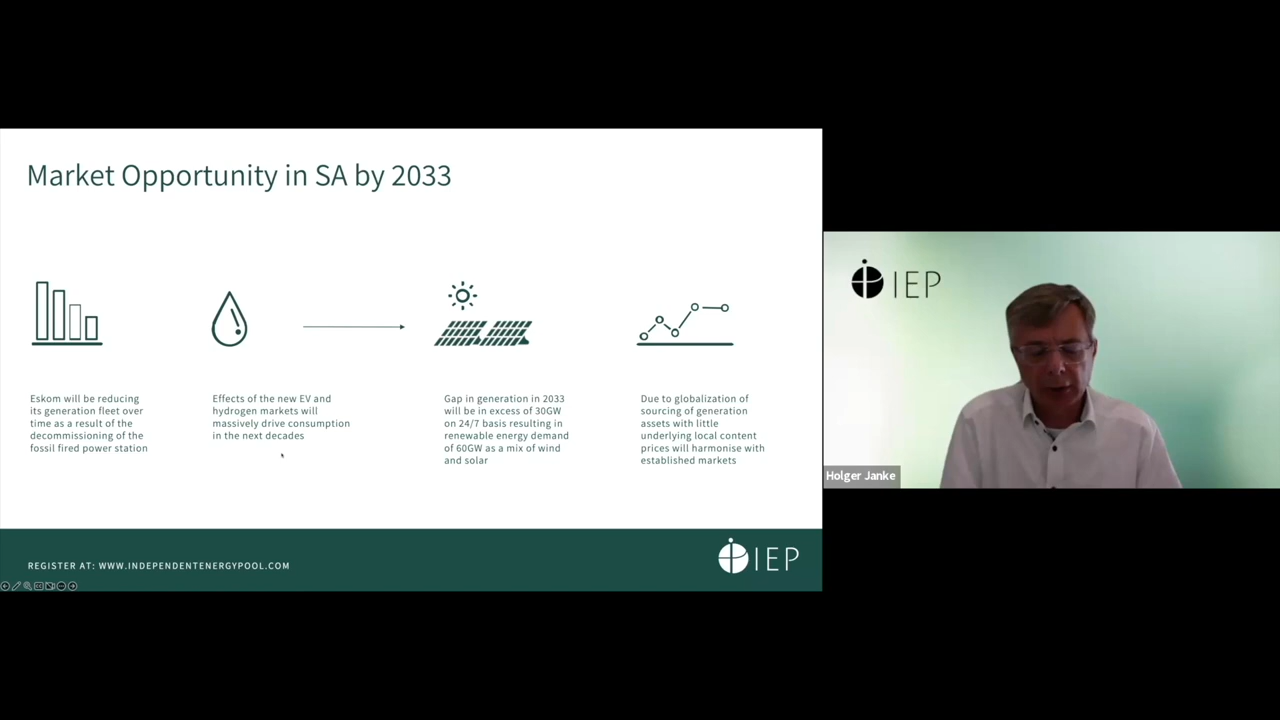 Market Opportunity in SA by 2033
Eskom will be reducing
its generation fleet over
time as a result of the
decommissioning of the
fossil fired power station
Effects of the new EV and
hydrogen markets will
massively drive consumption
in the next decades
Gap in generation in 2033
will be in excess of 30GW
on 24/7 basis resulting in
renewable energy demand
of 60GW as a mix of wind
and solar
Due to globalization of
sourcing of generation
assets with little
underlying local content
prices will harmonise with
established markets
REGISTER AT: WWW.INDEPENDENTENERGYPOOL.COM
IEP
IEP
Holger Janke